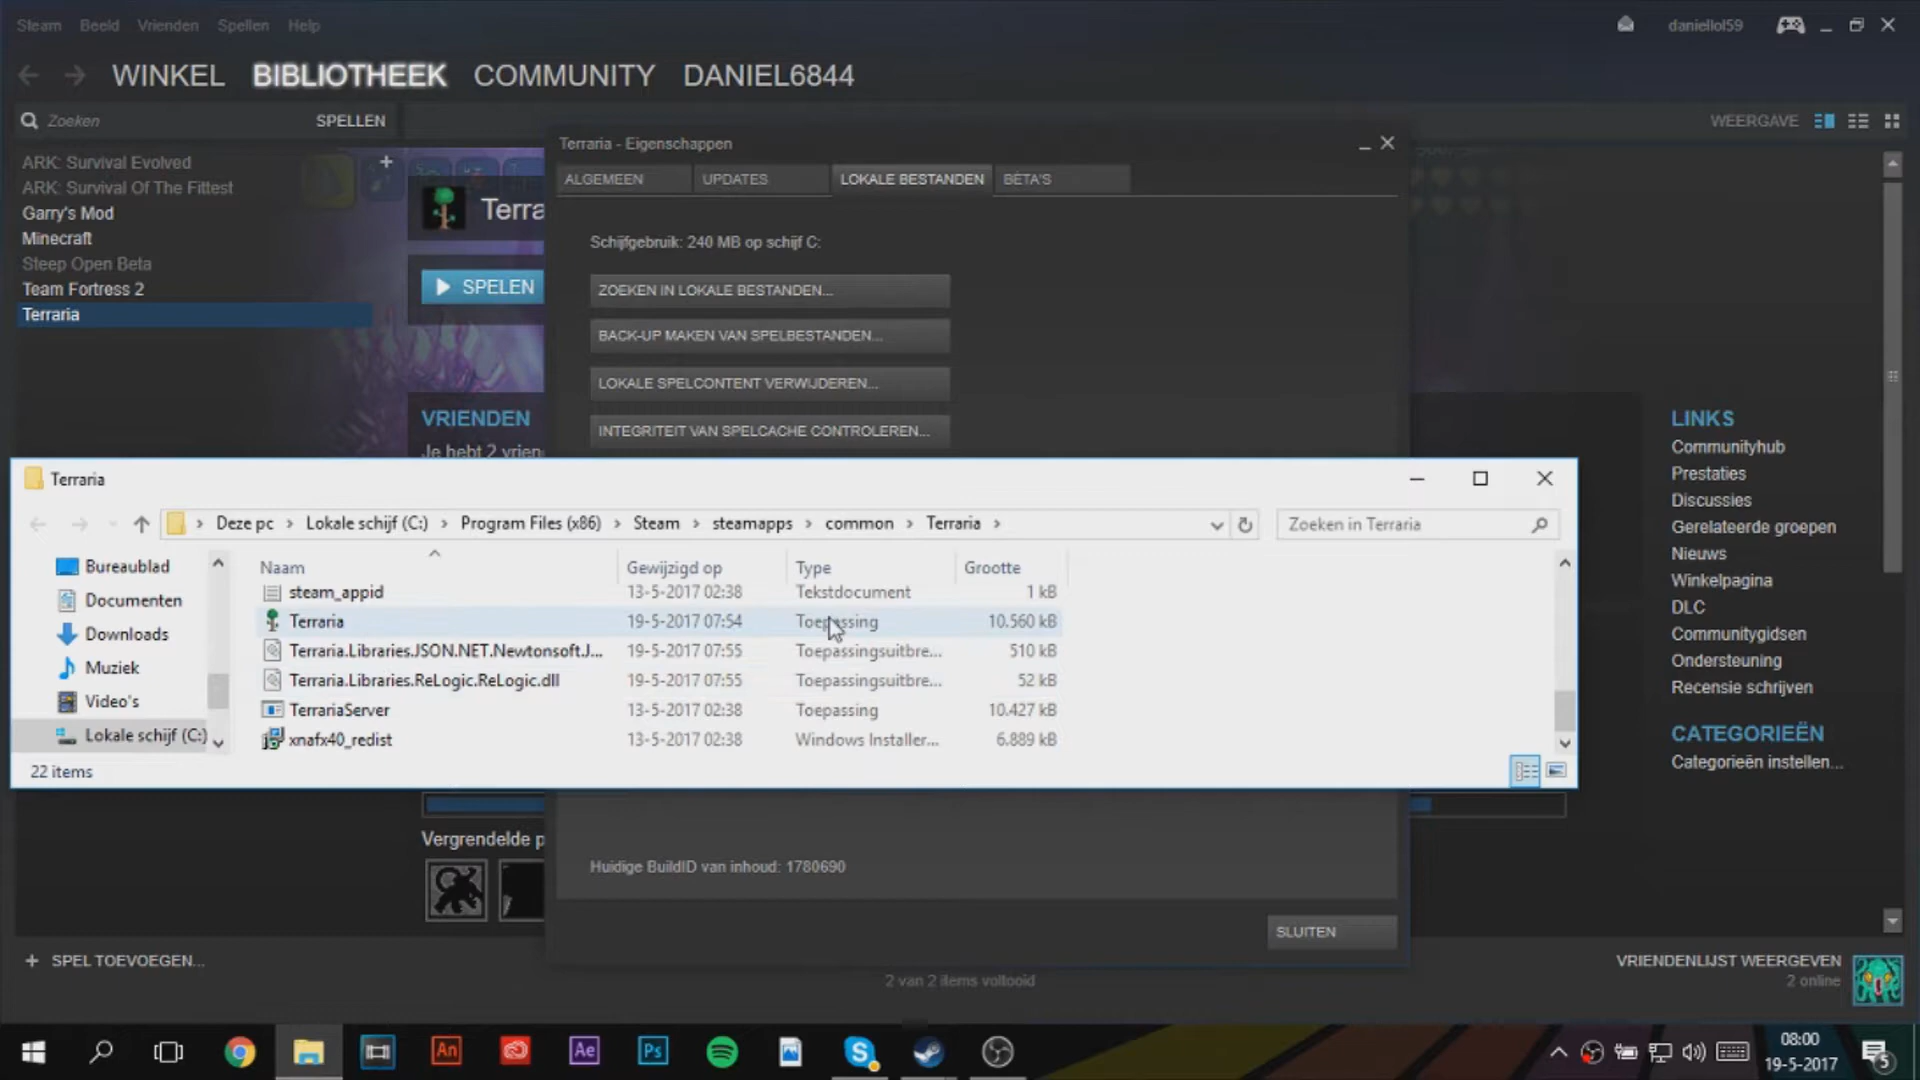 Steam Beeld Vrienden Spellen Help
daniellol59
WINKEL BIBLIOTHEEK COMMUNITY DANIEL6844
Zoeken SPELLEN
WEERGAVE
ARK: Survival Evolved
ARK: Survival Of The Fittest
Garry's Mod
Minecraft
Steep Open Beta
Team Fortress 2
Terraria
Terra
SPELEN
VRIENDEN
Je hebt 2 vrien
Terraria - Eigenschappen
ALGEMEEN UPDATES LOKALE BESTANDEN BÈTA'S
Schijfgebruik: 240 MB op schijf C:
ZOEKEN IN LOKALE BESTANDEN...
BACK-UP MAKEN VAN SPELBESTANDEN...
LOKALE SPELCONTENT VERWIJDEREN...
INTEGRITEIT VAN SPELCACHE CONTROLEREN...
LINKS
Communityhub
Prestaties
Discussies
Gerelateerde groepen
Nieuws
Winkelpagina
DLC
Communitygidsen
Ondersteuning
Recensie schrijven
CATEGORIEËN
Categorieën instellen...
Terraria
Deze pc Lokale schijf (C:) Program Files (x86) Steam steamapps common Terraria
Zoeken in Terraria
Bureaublad
Documenten
Downloads
Muziek
Video's
Lokale schijf (C:)
Naam Gewijzigd op Type Grootte
steam_appid 13-5-2017 02:38 Tekstdocument 1 kB
Terraria 19-5-2017 07:54 Toepassing 10.560 kB
Terraria.Libraries.JSON.NET.Newtonsoft.J... 19-5-2017 07:55 Toepassingsuitbre... 510 kB
Terraria.Libraries.ReLogic.ReLogic.dll 19-5-2017 07:55 Toepassingsuitbre... 52 kB
TerrariaServer 13-5-2017 02:38 Toepassing 10.427 kB
xnafx40_redist 13-5-2017 02:38 Windows Installer... 6.889 kB
22 items
Vergrendelde p
Huidige BuildID van inhoud: 1780690
SLUITEN
SPEL TOEVOEGEN...
2 van 2 items voltooid
VRIENDENLIJST WEERGEVEN
2 online
An
Ae
Ps
08:00
19-5-2017
5